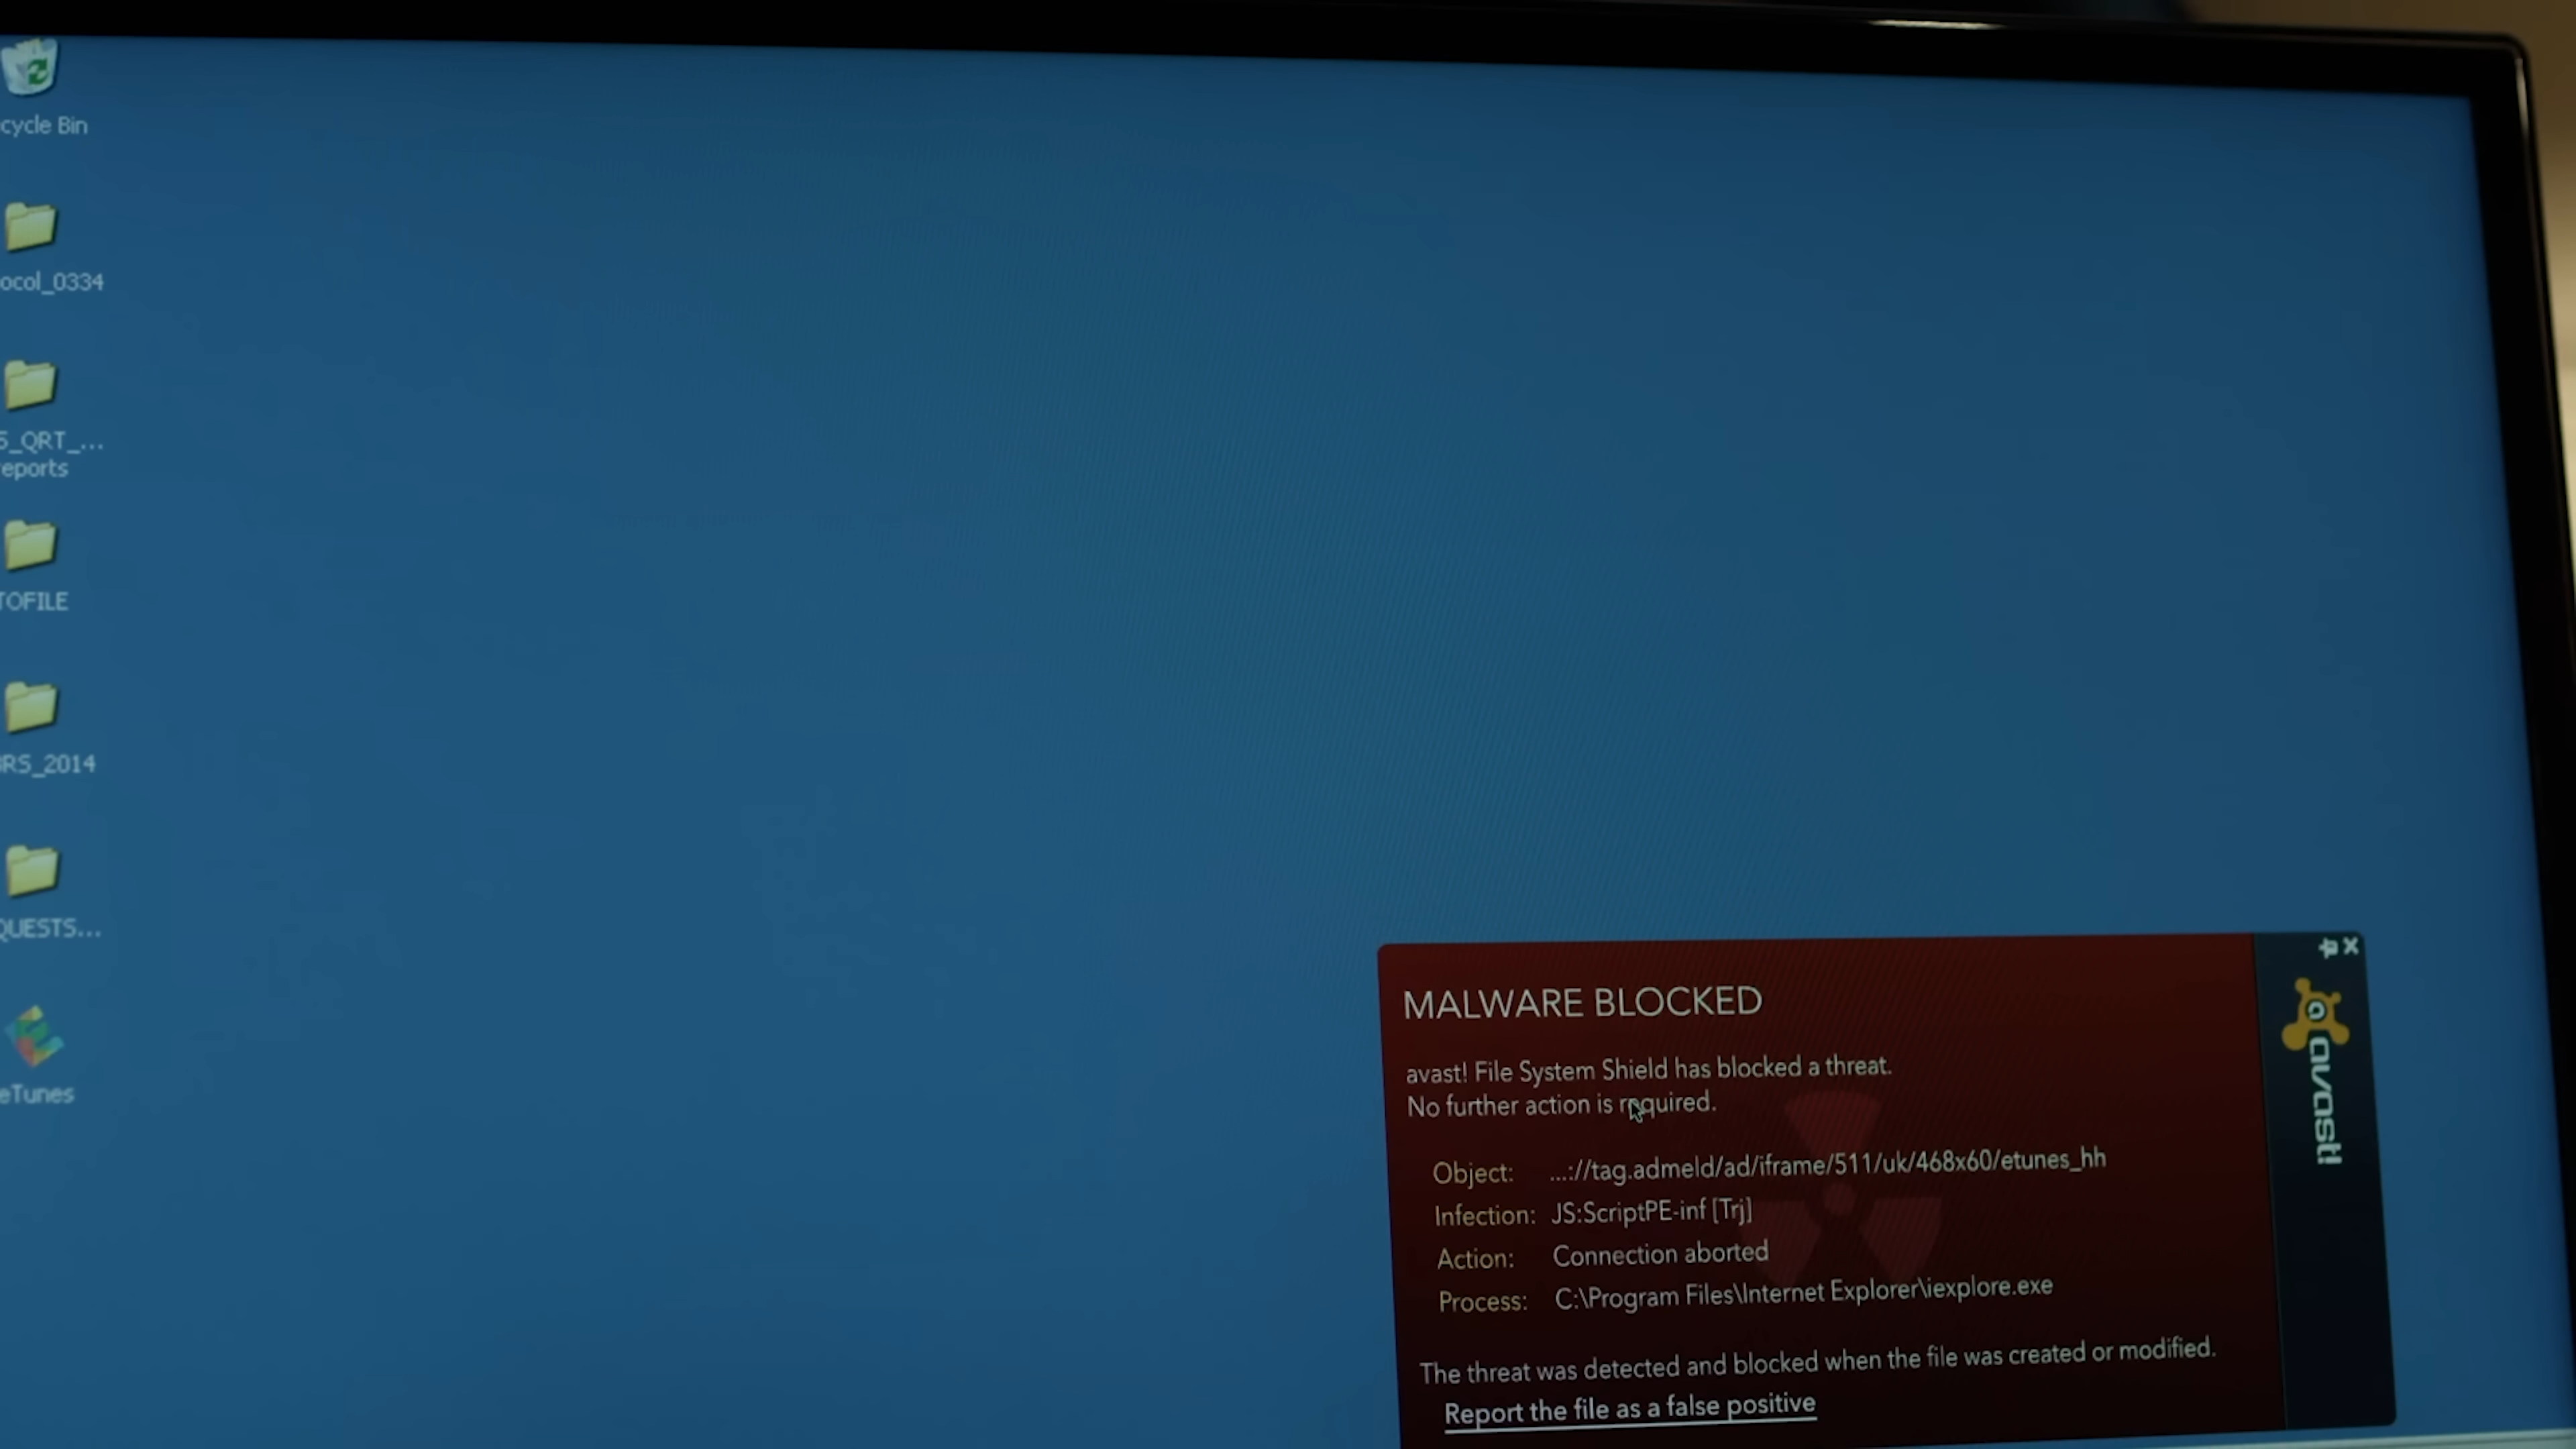 cycle Bin
ocol_0334
5_QRT_...
eports
TOFILE
RS_2014
QUESTS...
eTunes
MALWARE BLOCKED
avast! File System Shield has blocked a threat.
No further action is required.
Object: ...://tag.admeld/ad/iframe/511/uk/468x60/etunes_hh
Infection: JS:ScriptPE-inf [Trj]
Action: Connection aborted
Process: C:\Program Files\Internet Explorer\iexplore.exe
The threat was detected and blocked when the file was created or modified.
Report the file as a false positive
avast!